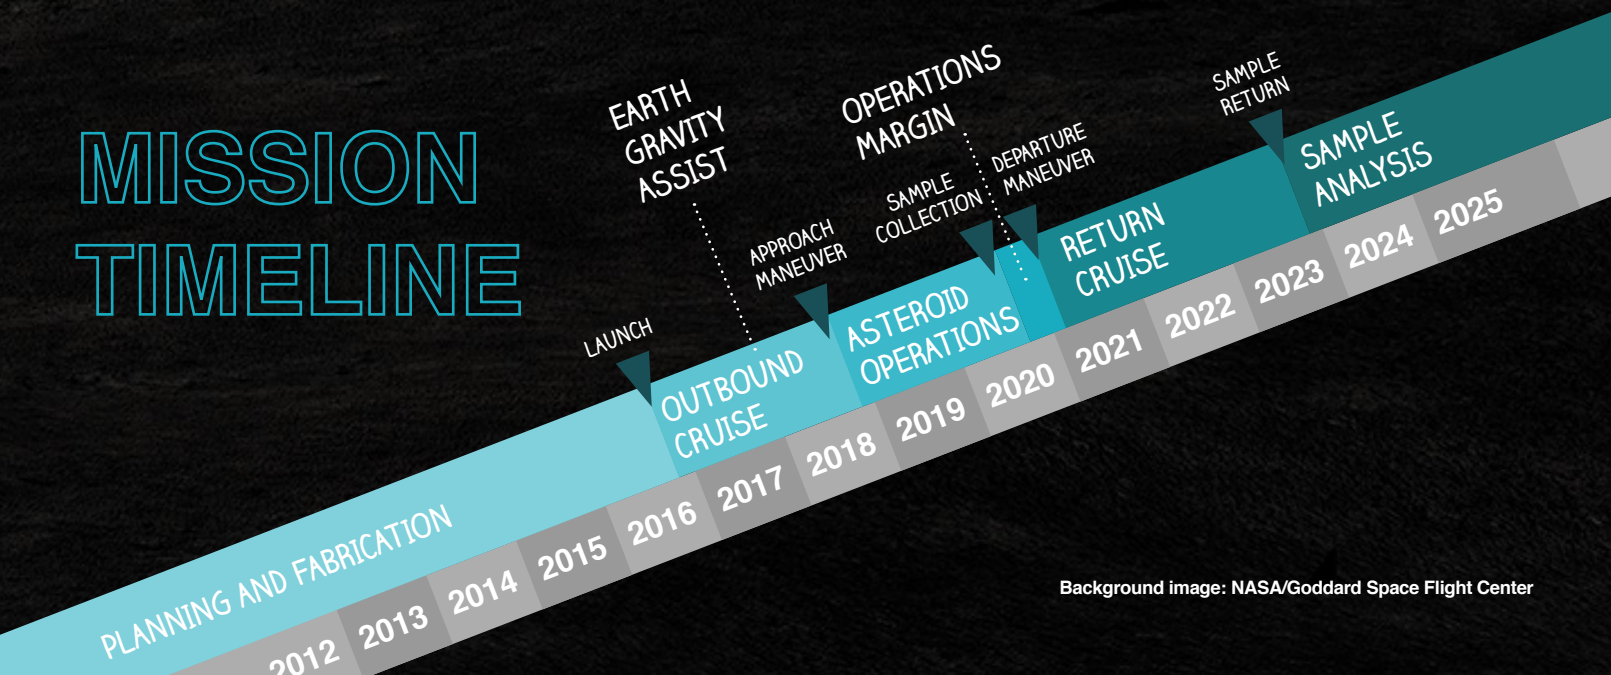 MISSION
TIMELINE
EARTH
GRAVITY
ASSIST
OPERATIONS
MARGIN
SAMPLE
RETURN
DEPARTURE
MANEUVER
SAMPLE
COLLECTION
APPROACH
MANEUVER
LAUNCH
SAMPLE
ANALYSIS
RETURN
CRUISE
ASTEROID
OPERATIONS
OUTBOUND
CRUISE
PLANNING AND FABRICATION
2012 2013 2014 2015 2016 2017 2018 2019 2020 2021 2022 2023 2024 2025
Background image: NASA/Goddard Space Flight Center